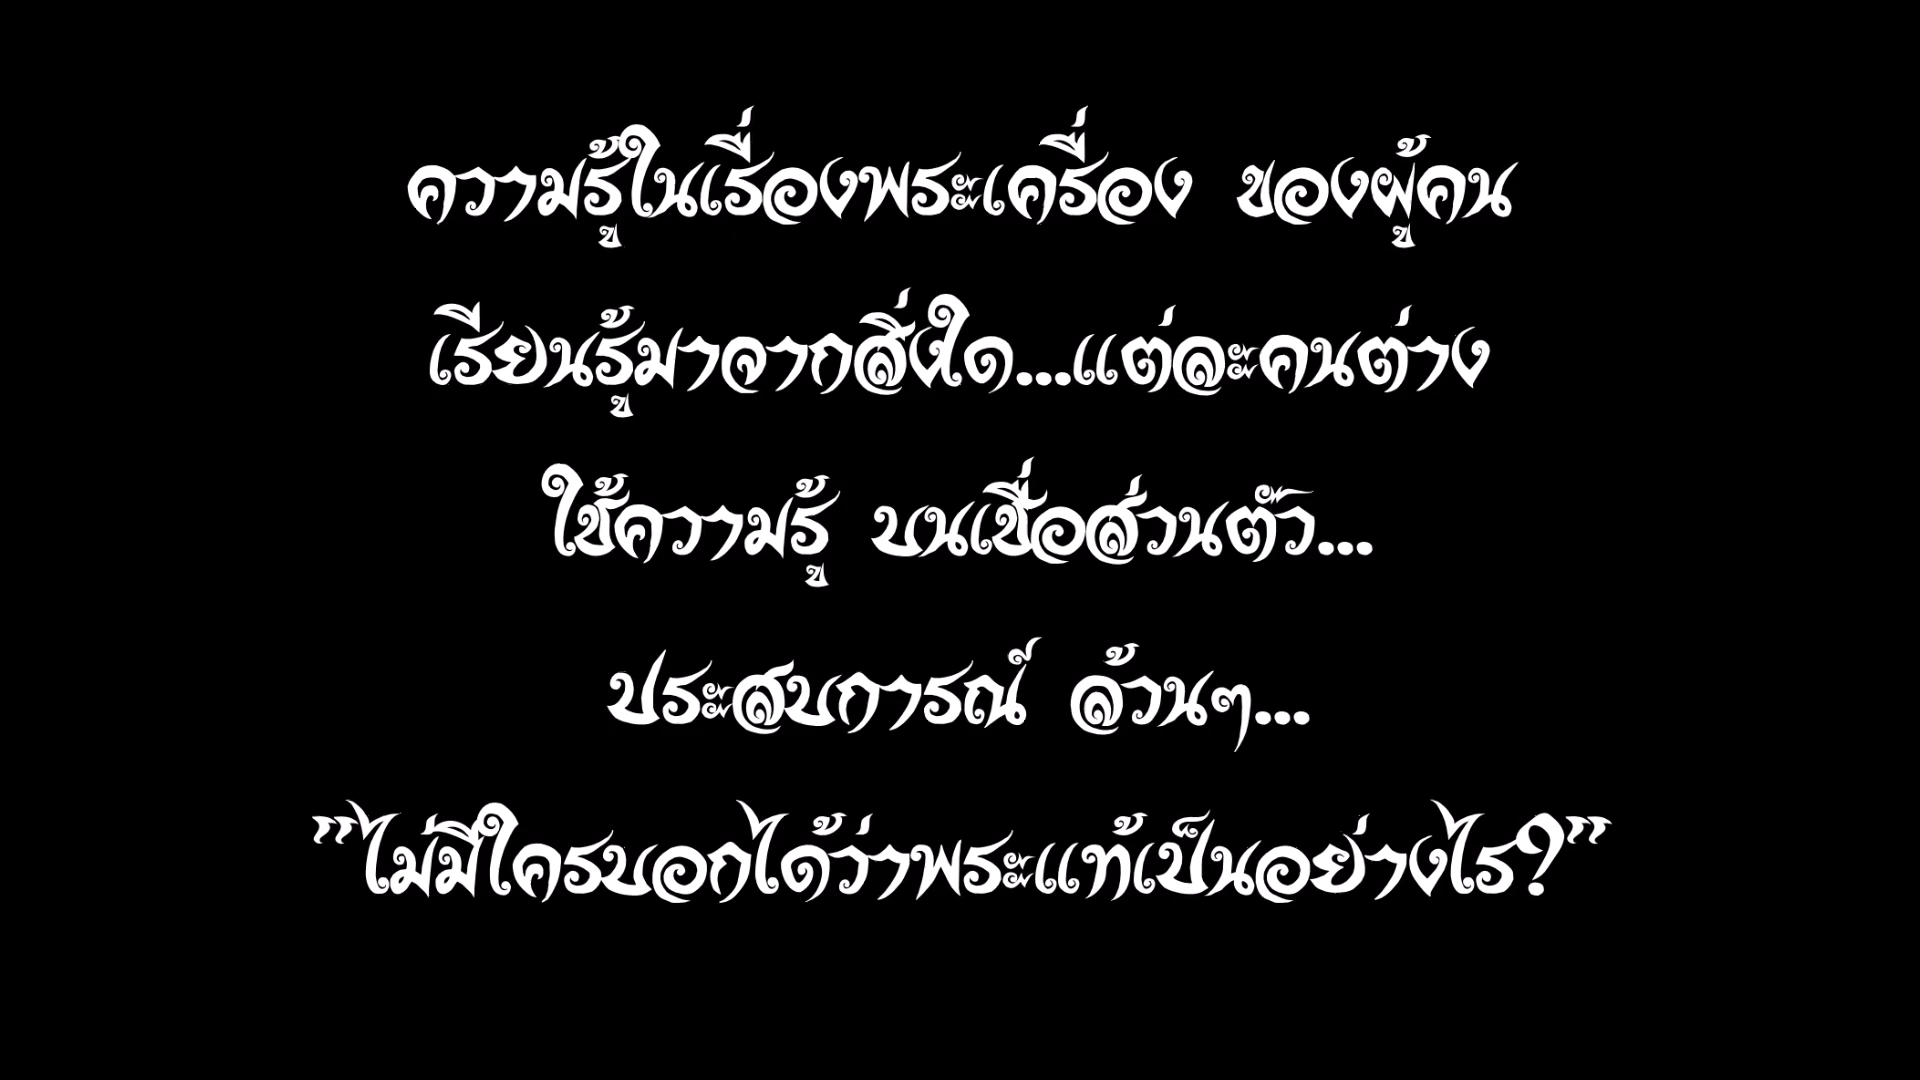 ความรู้ในเรื่องพระเครื่อง ของผู้คน
เรียนรู้มาจากสิ่งใด...แต่ละคนต่าง
ใช้ความรู้ บนเชื่อส่วนตัว...
ประสบการณ์ ล้วนๆ...
"ไม่มีใครบอกได้ว่าพระแท้เป็นอย่างไร?"